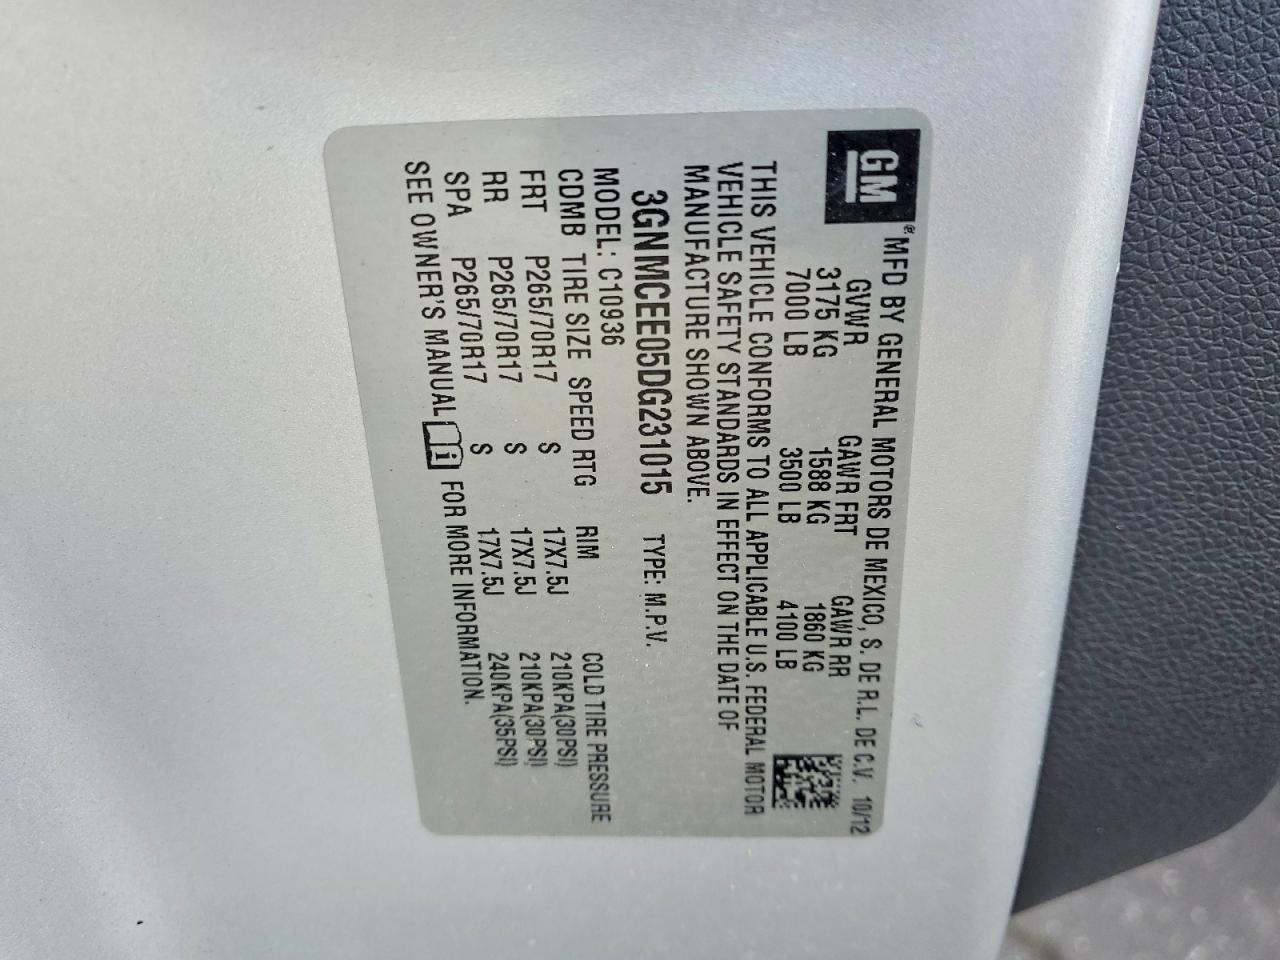 GM ® MFD BY GENERAL MOTORS DE MEXICO, S. DE R.L. DE C.V. 10/12
GVWR GAWR FRT GAWR RR
3175 KG 1588 KG 1860 KG
7000 LB 3500 LB 4100 LB
THIS VEHICLE CONFORMS TO ALL APPLICABLE U.S. FEDERAL MOTOR
VEHICLE SAFETY STANDARDS IN EFFECT ON THE DATE OF
MANUFACTURE SHOWN ABOVE.
3GNMCEE05DG231015 TYPE: M.P.V.
MODEL: C10936
CDMB TIRE SIZE SPEED RTG RIM COLD TIRE PRESSURE
FRT P265/70R17 S 17X7.5J 210KPA(30PSI)
RR P265/70R17 S 17X7.5J 210KPA(30PSI)
SPA P265/70R17 S 17X7.5J 240KPA(35PSI)
SEE OWNER'S MANUAL i FOR MORE INFORMATION.